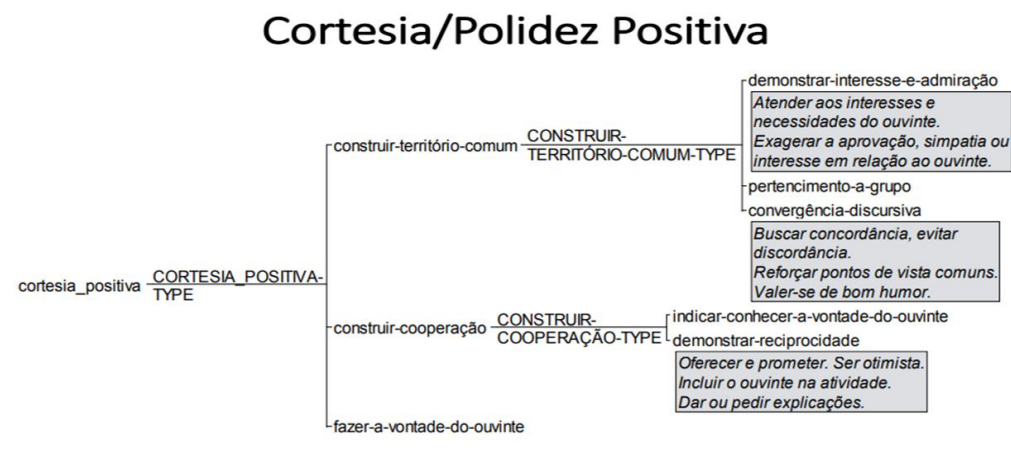 Cortesia/Polidez Positiva
demonstrar-interesse-e-admiração
Atender aos interesses e
necessidades do ouvinte.
Exagerar a aprovação, simpatia ou
interesse em relação ao ouvinte.
construir-território-comum
CONSTRUIR-
TERRITÓRIO-COMUM-TYPE
pertencimento-a-grupo
convergência-discursiva
Buscar concordância, evitar
discordância.
Reforçar pontos de vista comuns.
Valer-se de bom humor.
cortesia_positiva
CORTESIA_POSITIVA-
TYPE
construir-cooperação
CONSTRUIR-
COOPERAÇÃO-TYPE
indicar-conhecer-a-vontade-do-ouvinte
demonstrar-reciprocidade
Oferecer e prometer. Ser otimista.
Incluir o ouvinte na atividade.
Dar ou pedir explicações.
fazer-a-vontade-do-ouvinte